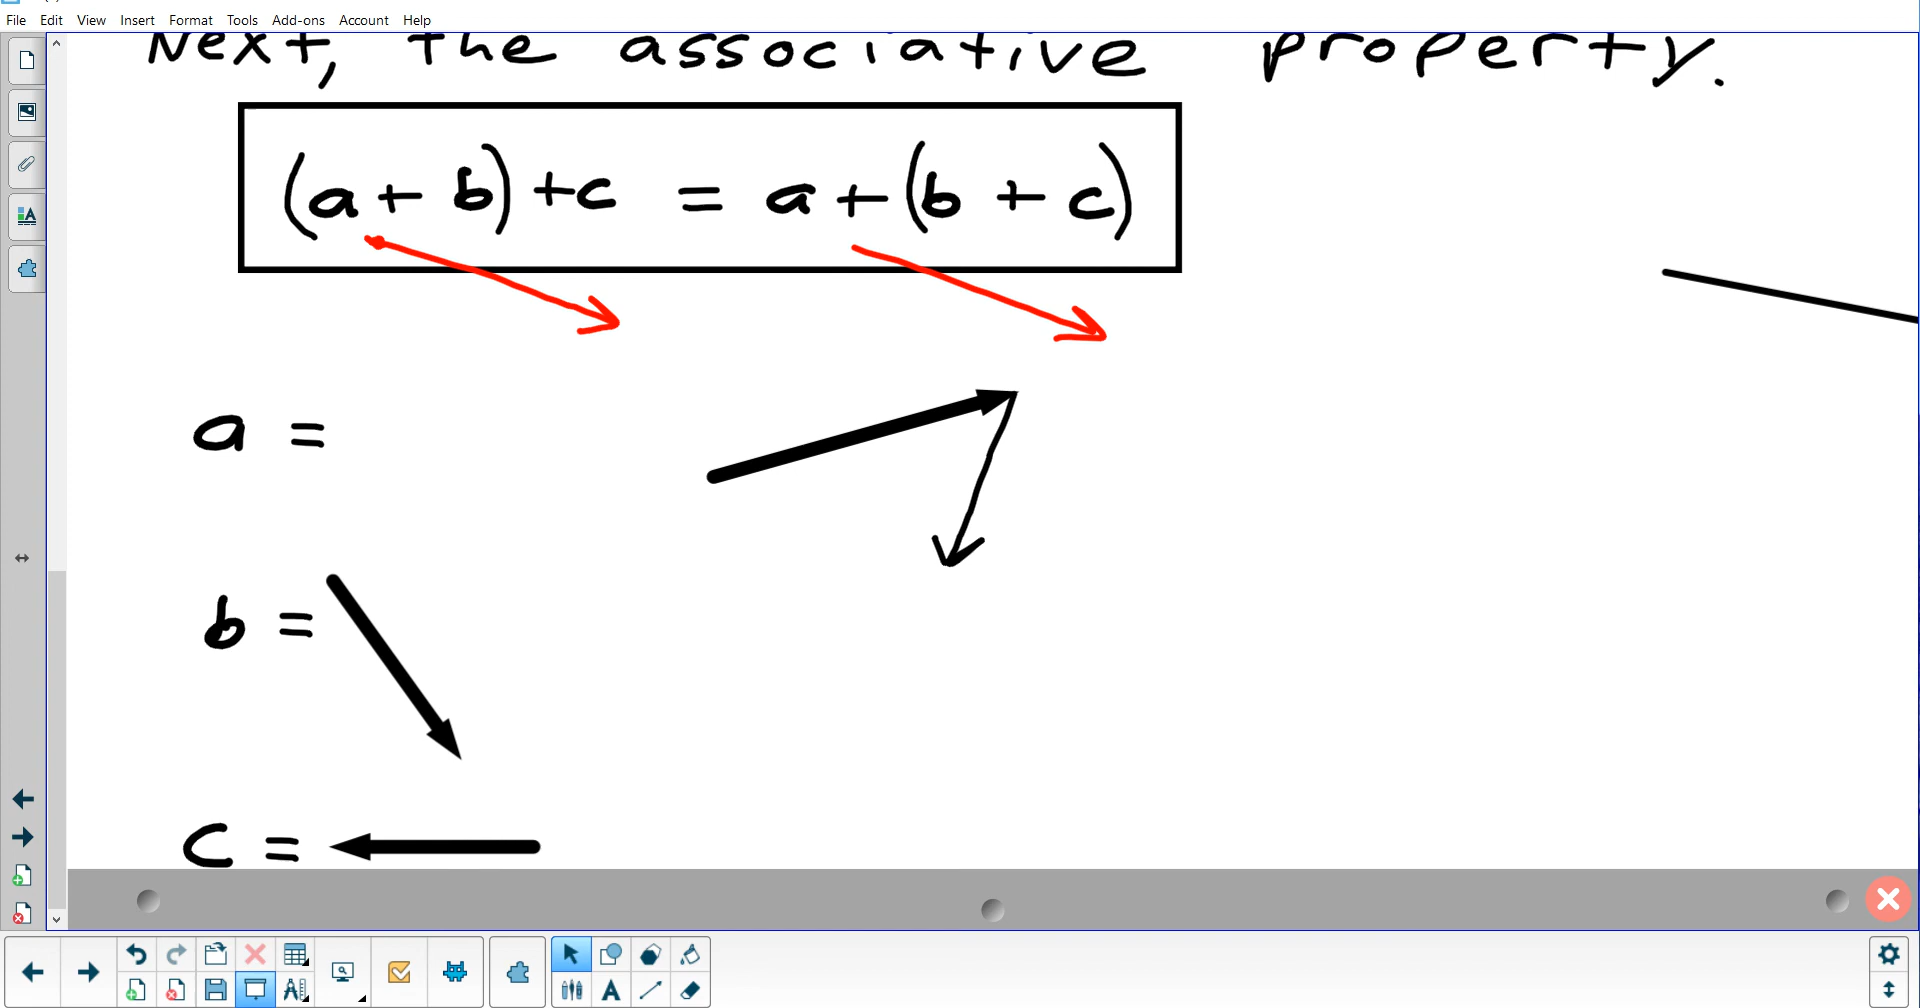 File Edit View Insert Format Tools Add-ons Account Help
Next, the associative property.
(a + b) + c = a + (b + c)
a =
b =
c =